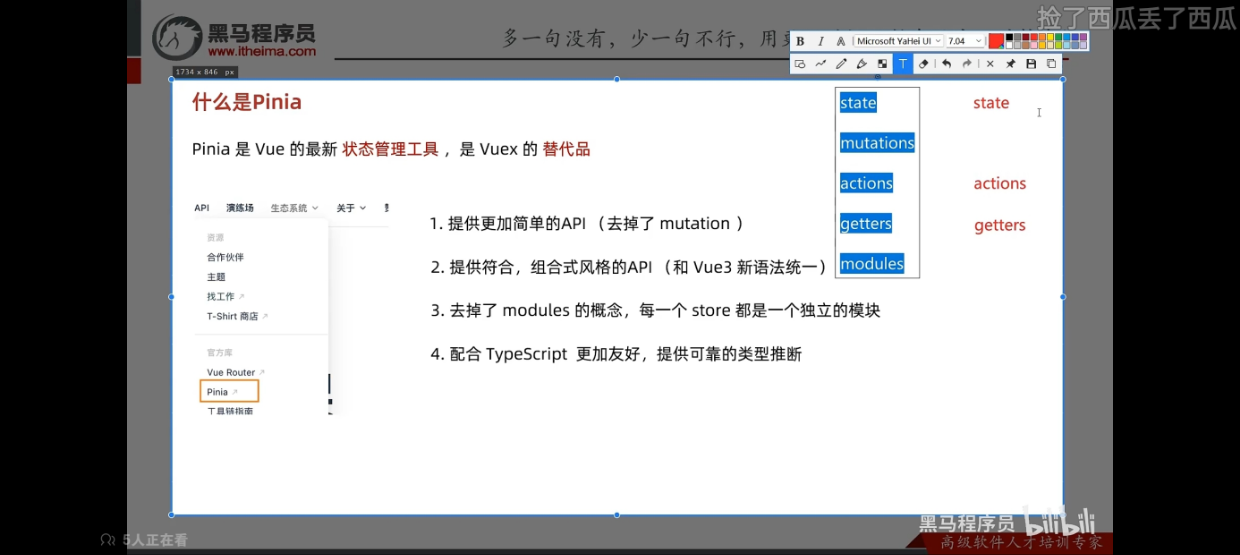 捡了西瓜丢了西瓜
黑马程序员
www.itheima.com
多一句没有，少一句不行，用
B I A Microsoft YaHei UI 7.04
1734 x 846 px
T
什么是Pinia
Pinia 是 Vue 的最新 状态管理工具 ，是 Vuex 的 替代品
state
mutations
actions
getters
modules
state
actions
getters
API 演练场 生态系统 关于
资源
合作伙伴
主题
找工作
T-Shirt 商店
官方库
Vue Router
Pinia
工具链指南
1. 提供更加简单的API （去掉了 mutation ）
2. 提供符合，组合式风格的API （和 Vue3 新语法统一）
3. 去掉了 modules 的概念，每一个 store 都是一个独立的模块
4. 配合 TypeScript 更加友好，提供可靠的类型推断
黑马程序员 bilibili
高级软件人才培训专家
5人正在看